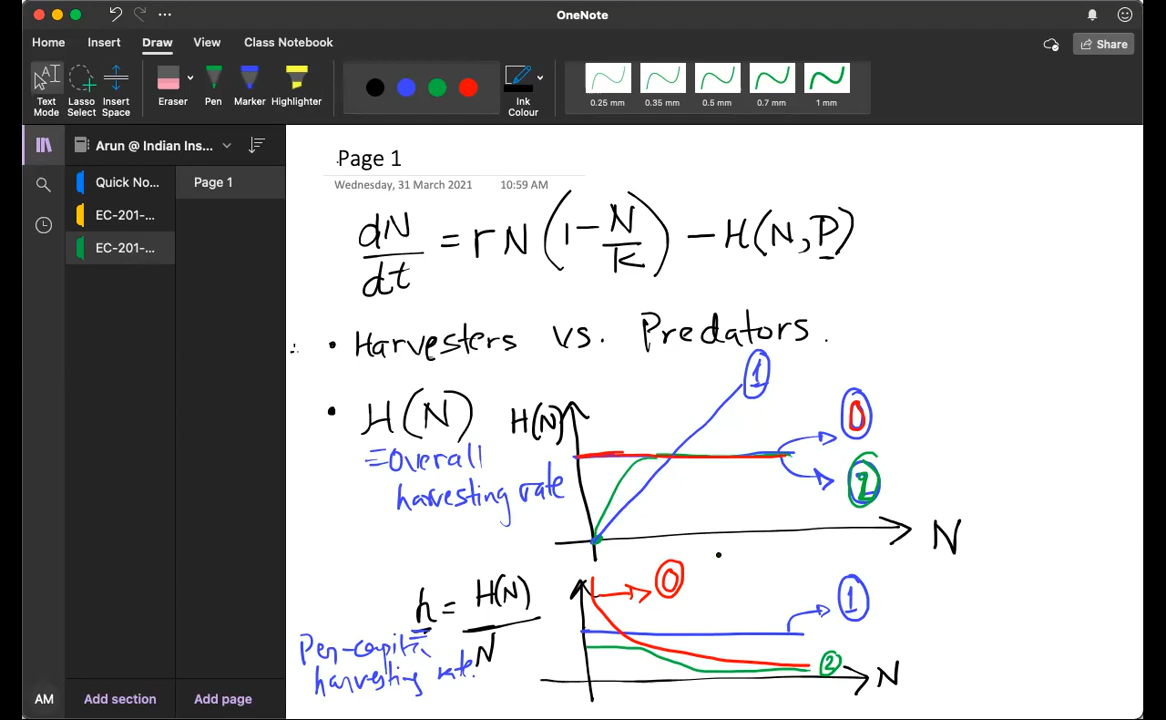 OneNote
Home Insert Draw View Class Notebook
Share
Text Mode
Lasso Select
Insert Space
Eraser
Pen
Marker
Highlighter
Ink Colour
0.25 mm 0.35 mm 0.5 mm 0.7 mm 1 mm
Arun @ Indian Ins...
Quick No...
EC-201-...
EC-201-...
Page 1
Page 1
Wednesday, 31 March 2021 10:59 AM
dN/dt = rN(1 - N/K) - H(N, P)
• Harvesters vs. Predators.
• H(N)
= Overall
harvesting rate
H(N)
1
0
2
N
h = H(N)/N
Per-capita
harvesting rate.
0
1
2
N
AM
Add section
Add page